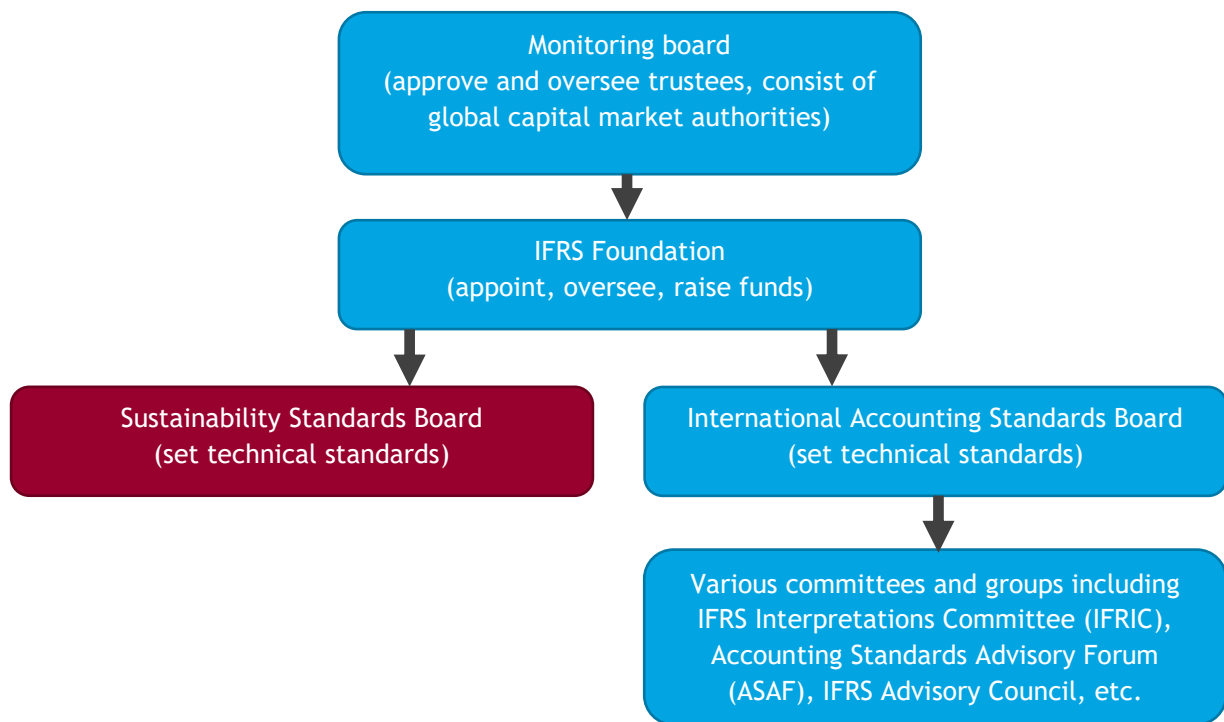 Monitoring board
(approve and oversee trustees, consist of
global capital market authorities)
IFRS Foundation
(appoint, oversee, raise funds)
Sustainability Standards Board
(set technical standards)
International Accounting Standards Board
(set technical standards)
Various committees and groups including
IFRS Interpretations Committee (IFRIC),
Accounting Standards Advisory Forum
(ASAF), IFRS Advisory Council, etc.